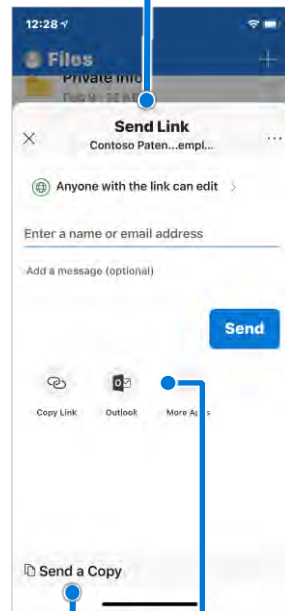 12:28
Files
Private Info
Send Link
Contoso Paten...empl...
Anyone with the link can edit
Enter a name or email address
Add a message (optional)
Send
Copy Link Outlook More Apps
Send a Copy